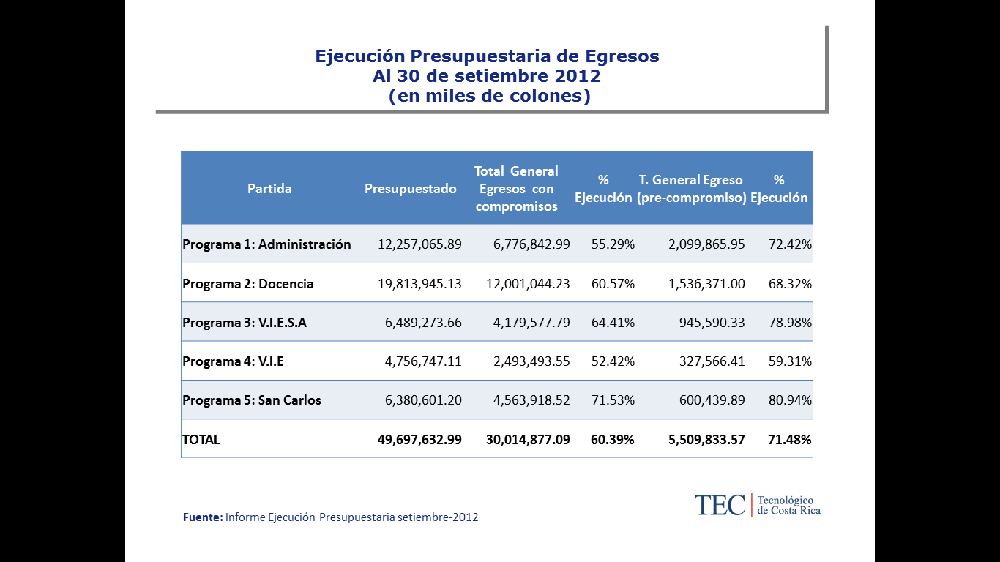 Ejecución Presupuestaria de Egresos
Al 30 de setiembre 2012
(en miles de colones)
Partida Presupuestado Total General Egresos con compromisos % Ejecución T. General Egreso (pre-compromiso) % Ejecución
Programa 1: Administración 12,257,065.89 6,776,842.99 55.29% 2,099,865.95 72.42%
Programa 2: Docencia 19,813,945.13 12,001,044.23 60.57% 1,536,371.00 68.32%
Programa 3: V.I.E.S.A 6,489,273.66 4,179,577.79 64.41% 945,590.33 78.98%
Programa 4: V.I.E 4,756,747.11 2,493,493.55 52.42% 327,566.41 59.31%
Programa 5: San Carlos 6,380,601.20 4,563,918.52 71.53% 600,439.89 80.94%
TOTAL 49,697,632.99 30,014,877.09 60.39% 5,509,833.57 71.48%
TEC Tecnológico
de Costa Rica
Fuente: Informe Ejecución Presupuestaria setiembre-2012